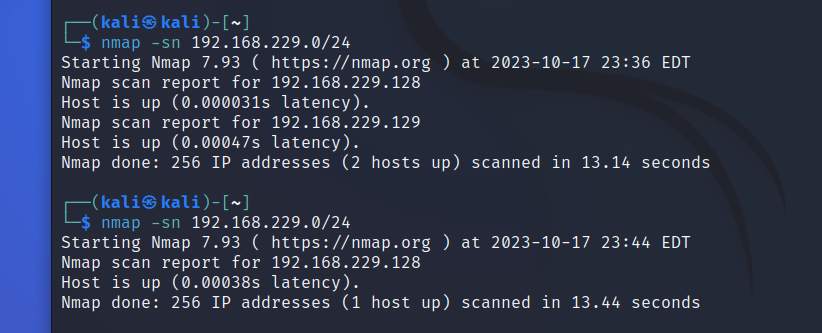 ┌──(kali㉿kali)-[~]
└─$ nmap -sn 192.168.229.0/24
Starting Nmap 7.93 ( https://nmap.org ) at 2023-10-17 23:36 EDT
Nmap scan report for 192.168.229.128
Host is up (0.000031s latency).
Nmap scan report for 192.168.229.129
Host is up (0.00047s latency).
Nmap done: 256 IP addresses (2 hosts up) scanned in 13.14 seconds
┌──(kali㉿kali)-[~]
└─$ nmap -sn 192.168.229.0/24
Starting Nmap 7.93 ( https://nmap.org ) at 2023-10-17 23:44 EDT
Nmap scan report for 192.168.229.128
Host is up (0.00038s latency).
Nmap done: 256 IP addresses (1 host up) scanned in 13.44 seconds